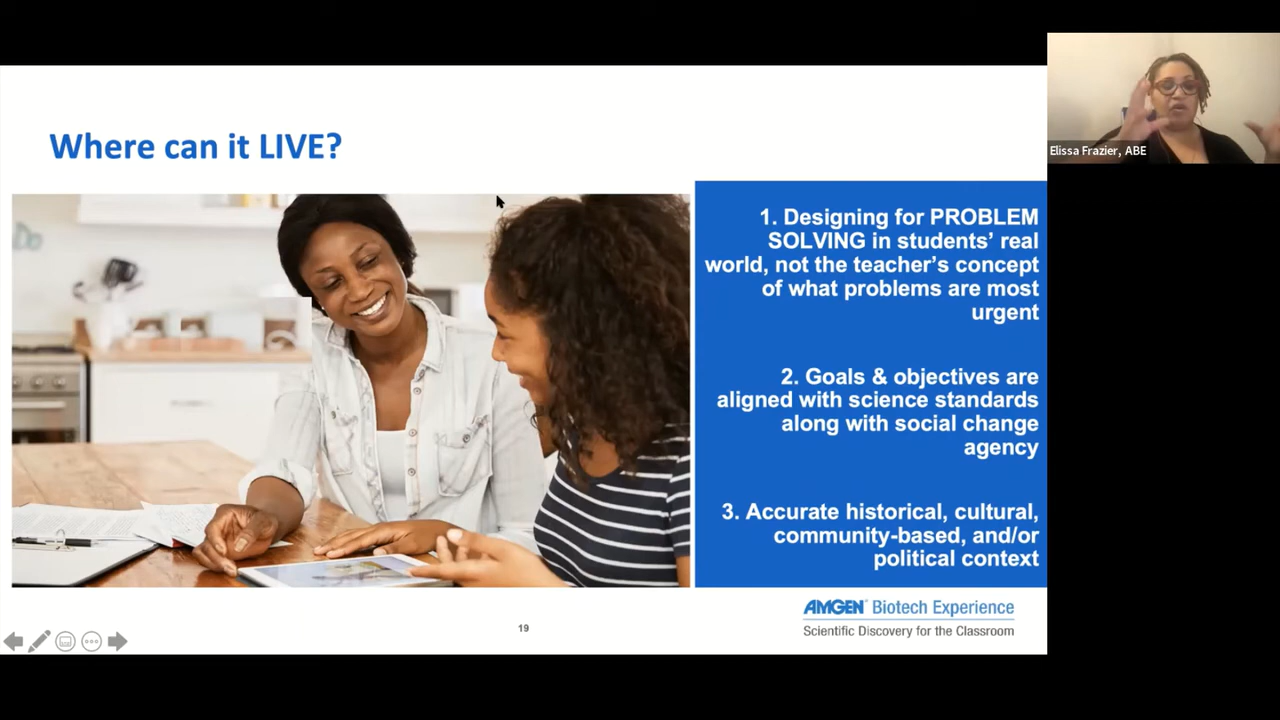 Elissa Frazier, ABE
Where can it LIVE?
1. Designing for PROBLEM
SOLVING in students’ real
world, not the teacher’s concept
of what problems are most
urgent
2. Goals & objectives are
aligned with science standards
along with social change
agency
3. Accurate historical, cultural,
community-based, and/or
political context
AMGEN® Biotech Experience
Scientific Discovery for the Classroom
19